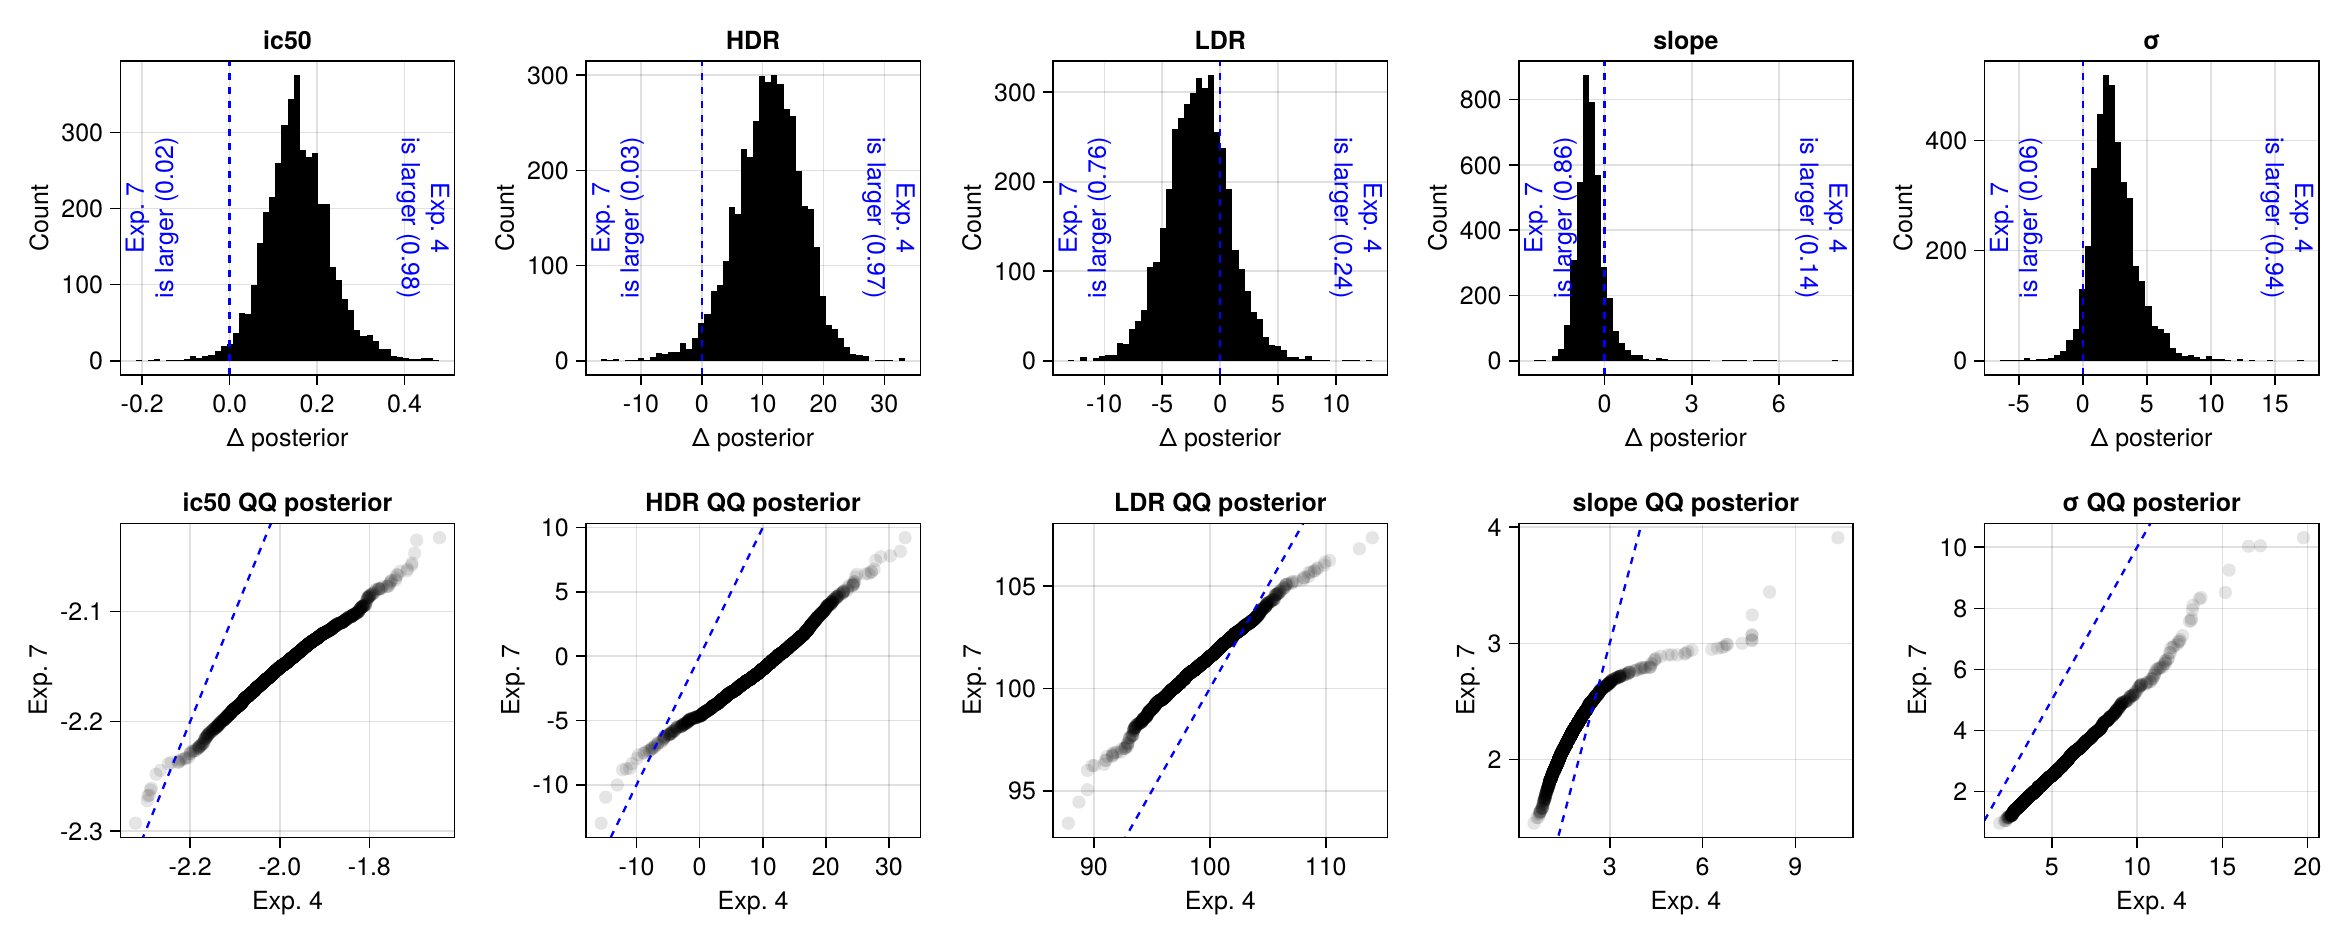 ic50
Count
300
200
100
0
Exp. 7
is larger (0.02)
Exp. 4
is larger (0.98)
-0.2 0.0 0.2 0.4
Δ posterior
HDR
Count
300
200
100
0
Exp. 7
is larger (0.03)
Exp. 4
is larger (0.97)
-10 0 10 20 30
Δ posterior
LDR
Count
300
200
100
0
Exp. 7
is larger (0.76)
Exp. 4
is larger (0.24)
-10 -5 0 5 10
Δ posterior
slope
Count
800
600
400
200
0
Exp. 7
is larger (0.86)
Exp. 4
is larger (0.14)
0 3 6
Δ posterior
σ
Count
400
200
0
Exp. 7
is larger (0.06)
Exp. 4
is larger (0.94)
-5 0 5 10 15
Δ posterior
ic50 QQ posterior
Exp. 7
-2.1
-2.2
-2.3
-2.2 -2.0 -1.8
Exp. 4
HDR QQ posterior
Exp. 7
10
5
0
-5
-10
-10 0 10 20 30
Exp. 4
LDR QQ posterior
Exp. 7
105
100
95
90 100 110
Exp. 4
slope QQ posterior
Exp. 7
4
3
2
3 6 9
Exp. 4
σ QQ posterior
Exp. 7
10
8
6
4
2
5 10 15 20
Exp. 4